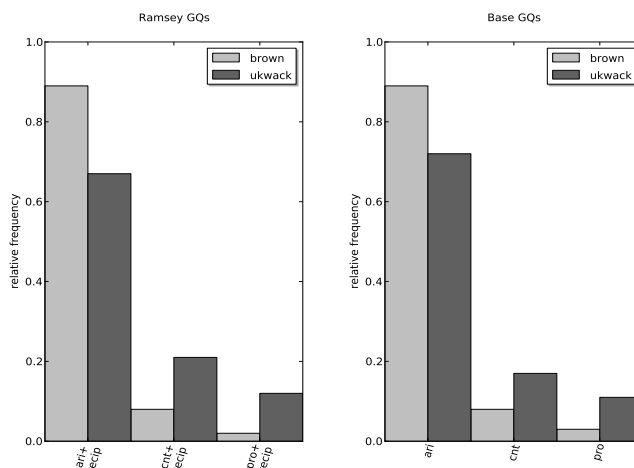 Ramsey GQs
1.0
0.8
0.6
0.4
0.2
0.0
relative frequency
brown
ukwack
ari+
ecip
cnt+
ecip
pro+
ecip
Base GQs
1.0
0.8
0.6
0.4
0.2
0.0
relative frequency
brown
ukwack
ari
cnt
pro